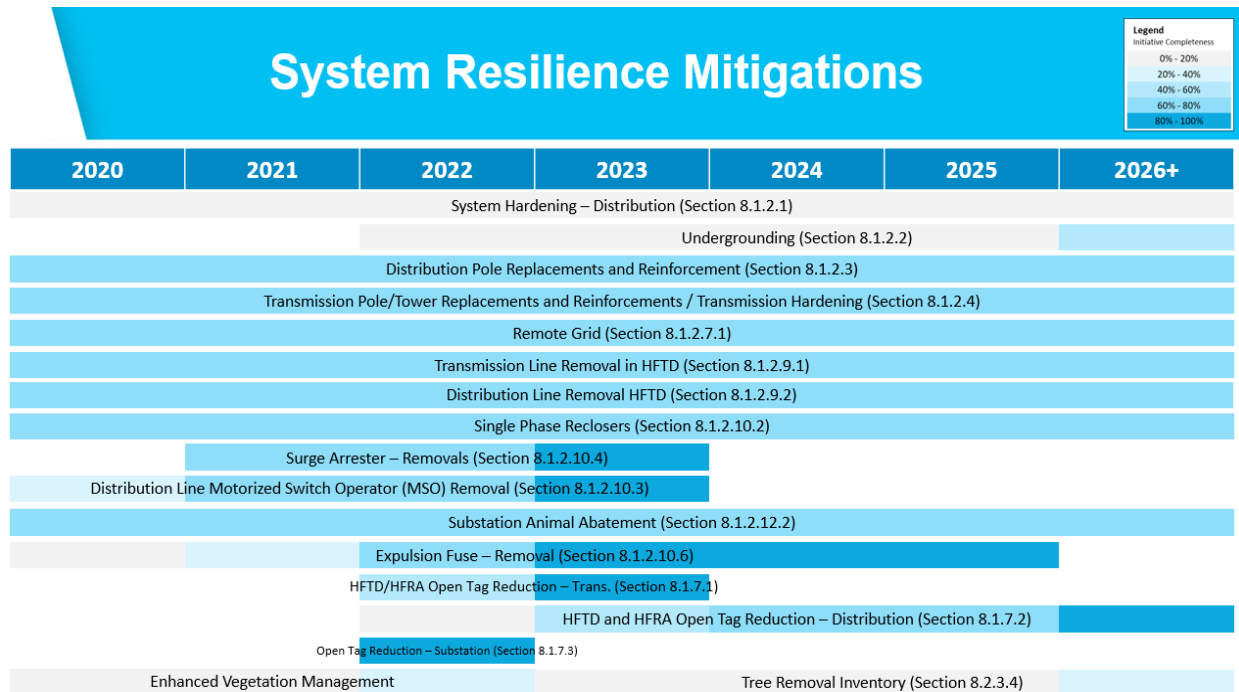 System Resilience Mitigations
Legend
Initiative Completeness
0% - 20%
20% - 40%
40% - 60%
60% - 80%
80% - 100%
2020 2021 2022 2023 2024 2025 2026+
System Hardening – Distribution (Section 8.1.2.1)
Undergrounding (Section 8.1.2.2)
Distribution Pole Replacements and Reinforcement (Section 8.1.2.3)
Transmission Pole/Tower Replacements and Reinforcements / Transmission Hardening (Section 8.1.2.4)
Remote Grid (Section 8.1.2.7.1)
Transmission Line Removal in HFTD (Section 8.1.2.9.1)
Distribution Line Removal HFTD (Section 8.1.2.9.2)
Single Phase Reclosers (Section 8.1.2.10.2)
Surge Arrester – Removals (Section 8.1.2.10.4)
Distribution Line Motorized Switch Operator (MSO) Removal (Section 8.1.2.10.3)
Substation Animal Abatement (Section 8.1.2.12.2)
Expulsion Fuse – Removal (Section 8.1.2.10.6)
HFTD/HFRA Open Tag Reduction – Trans. (Section 8.1.7.1)
HFTD and HFRA Open Tag Reduction – Distribution (Section 8.1.7.2)
Open Tag Reduction – Substation (Section 8.1.7.3)
Enhanced Vegetation Management Tree Removal Inventory (Section 8.2.3.4)